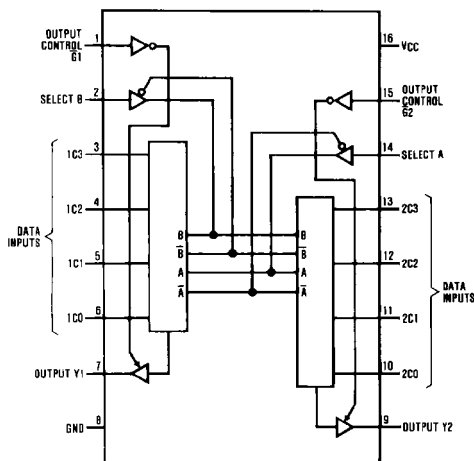 OUTPUT
CONTROL
G̅1
1
SELECT B
2
1C3
3
1C2
4
DATA
INPUTS
1C1
5
1C0
6
OUTPUT Y1
7
GND
8
B
B̅
A
A̅
B
B̅
A
A̅
16
VCC
15
OUTPUT
CONTROL
G̅2
14
SELECT A
13
2C3
12
2C2
DATA
INPUTS
11
2C1
10
2C0
9
OUTPUT Y2